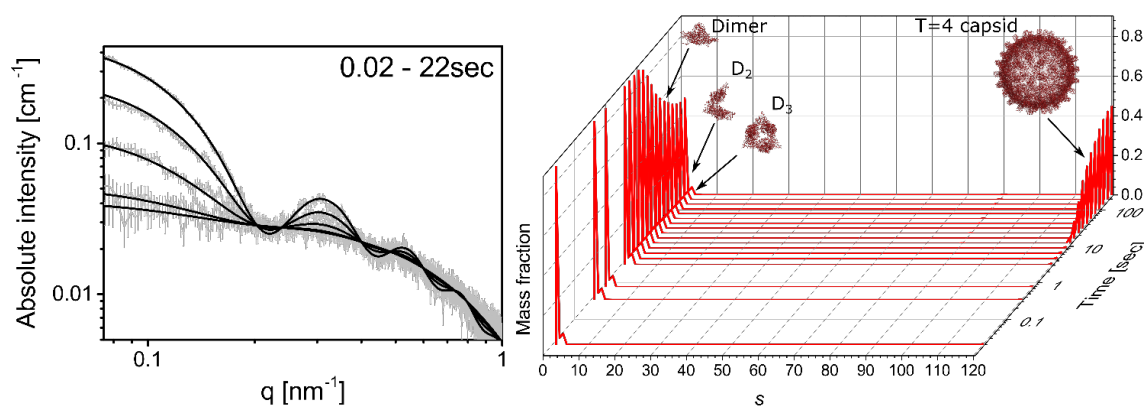 0.02 - 22sec
Absolute intensity [cm⁻¹]
0.1
0.01
0.1
1
q [nm⁻¹]
Dimer
D₂
D₃
T=4 capsid
0.8
0.6
0.4
0.2
0.0
100
10
1
0.1
Time [sec]
Mass fraction
0 10 20 30 40 50 60 70 80 90 100 110 120
s